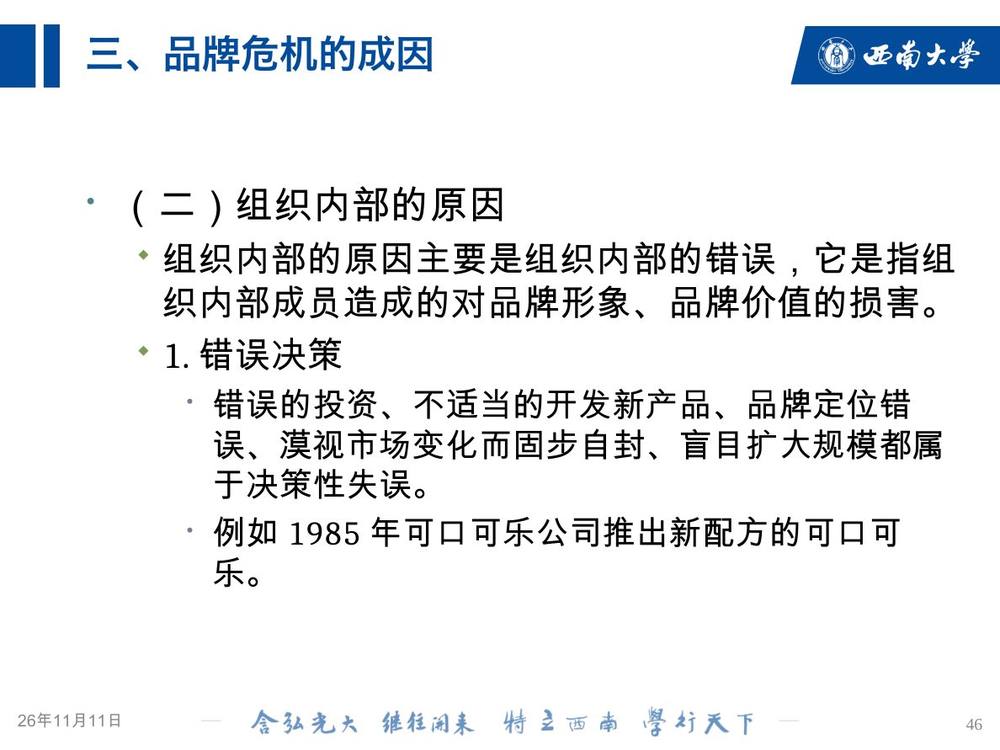 三、品牌危机的成因
西南大学
•（二）组织内部的原因
组织内部的原因主要是组织内部的错误，它是指组
织内部成员造成的对品牌形象、品牌价值的损害。
1. 错误决策
• 错误的投资、不适当的开发新产品、品牌定位错
误、漠视市场变化而固步自封、盲目扩大规模都属
于决策性失误。
• 例如 1985 年可口可乐公司推出新配方的可口可
乐。
26年11月11日
含弘光大 继往开来 特立西南 学行天下
46